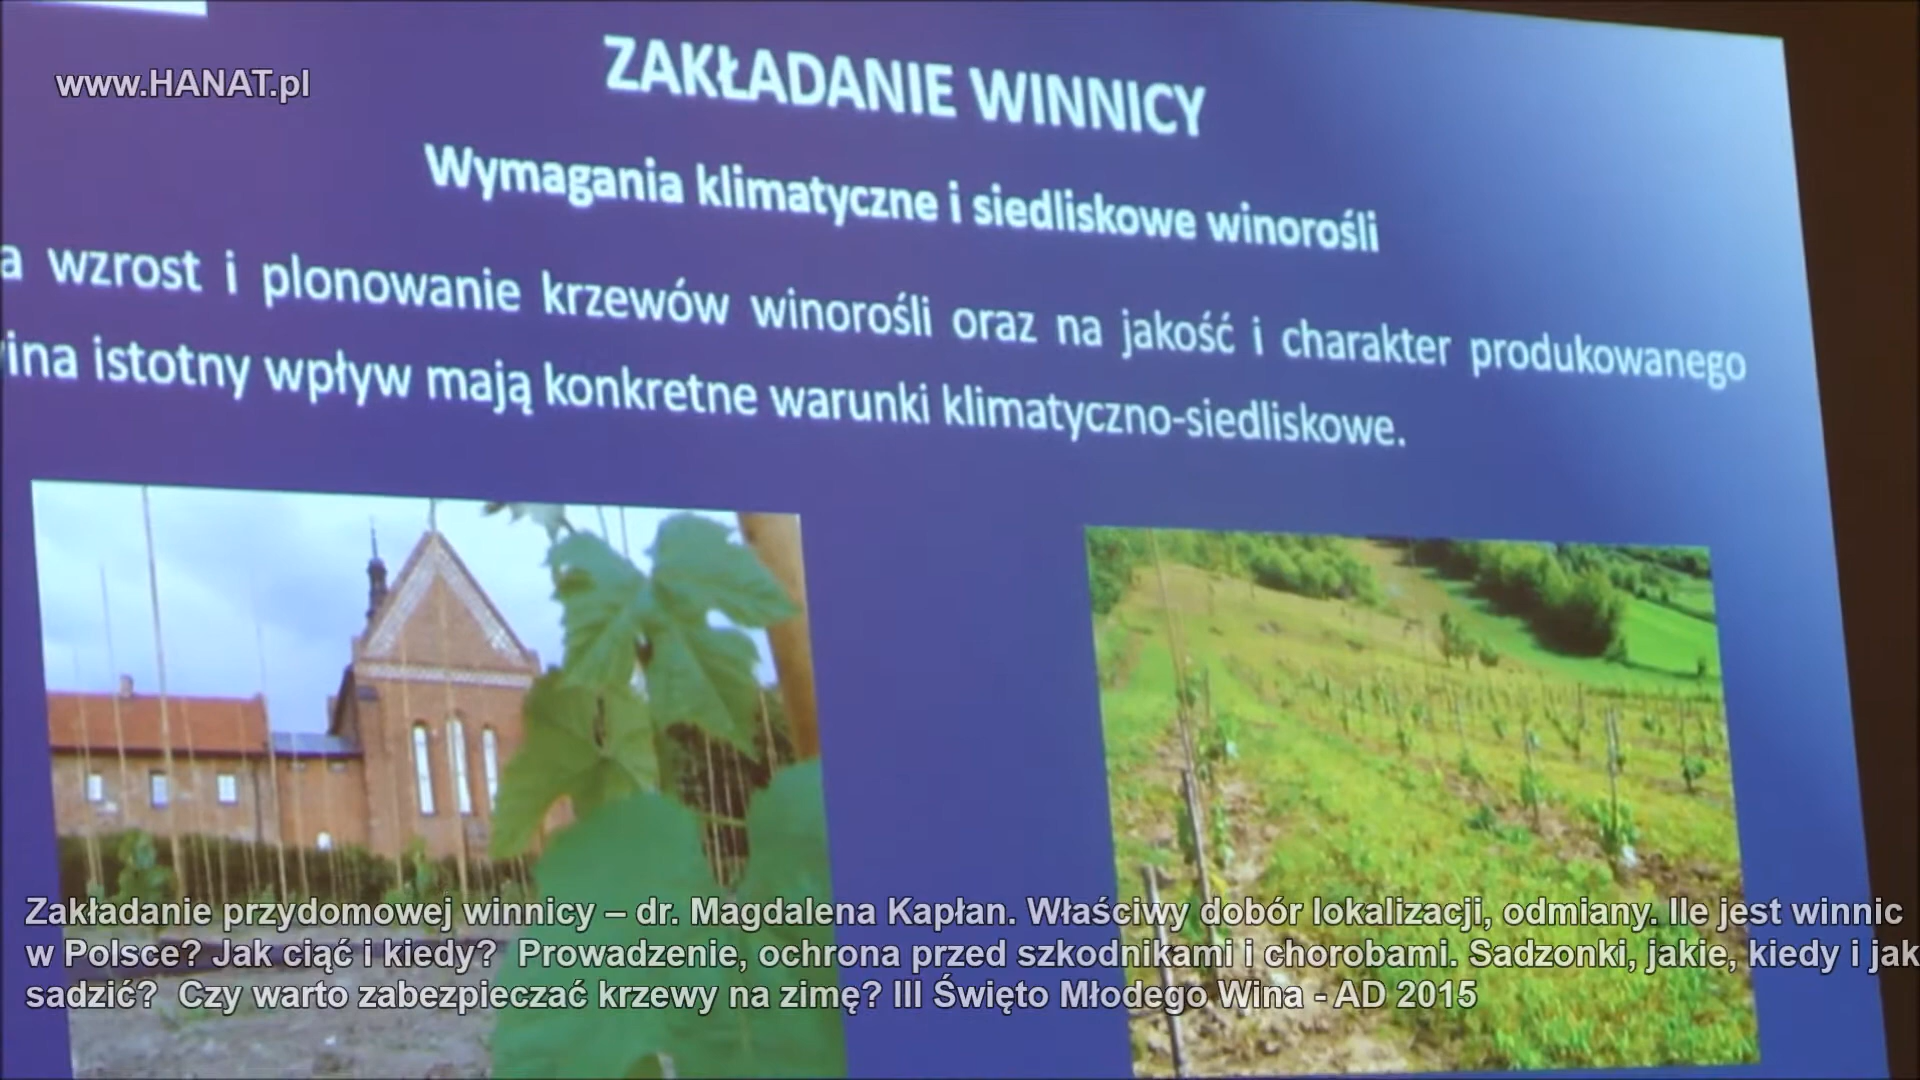 www.HANAT.pl
ZAKŁADANIE WINNICY
Wymagania klimatyczne i siedliskowe winorośli
a wzrost i plonowanie krzewów winorośli oraz na jakość i charakter produkowanego
ina istotny wpływ mają konkretne warunki klimatyczno-siedliskowe.
Zakładanie przydomowej winnicy – dr. Magdalena Kapłan. Właściwy dobór lokalizacji, odmiany. Ile jest winnic
w Polsce? Jak ciąć i kiedy? Prowadzenie, ochrona przed szkodnikami i chorobami. Sadzonki, jakie, kiedy i jak
sadzić? Czy warto zabezpieczać krzewy na zimę? III Święto Młodego Wina - AD 2015